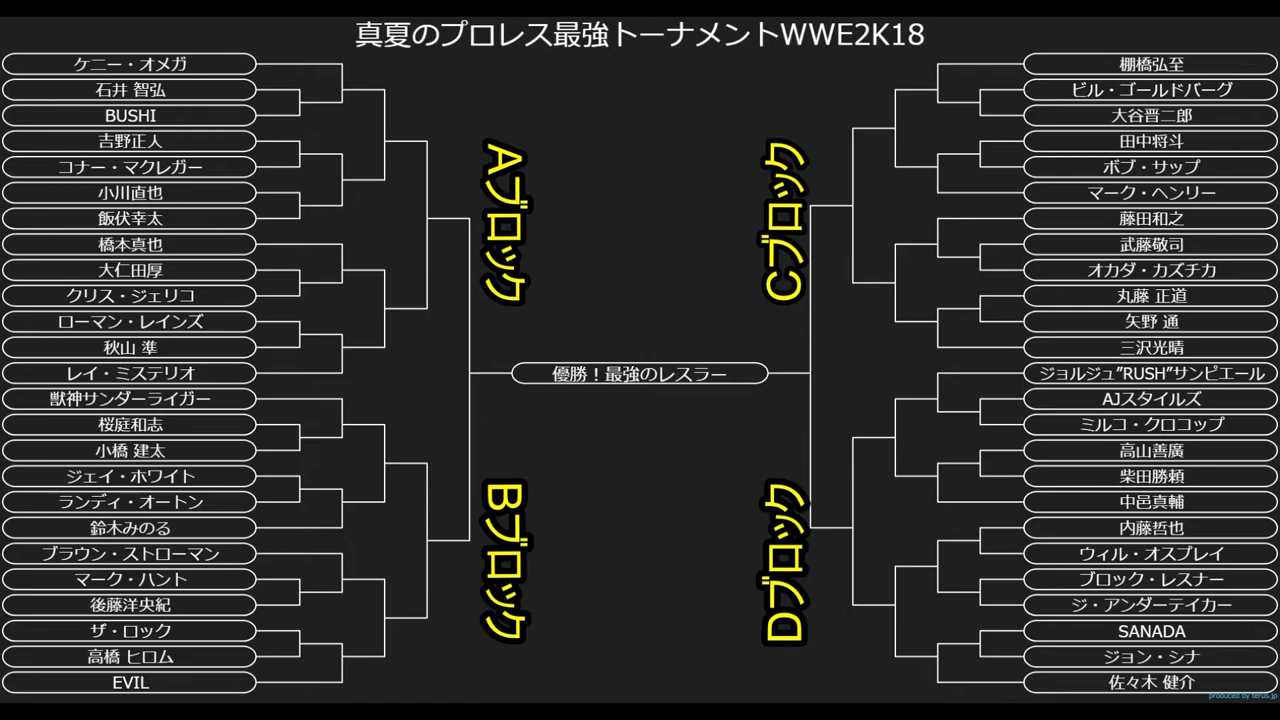 真夏のプロレス最強トーナメントWWE2K18
ケニー・オメガ
石井 智弘
BUSHI
吉野正人
コナー・マクレガー
小川直也
飯伏幸太
橋本真也
大仁田厚
クリス・ジェリコ
ローマン・レインズ
秋山 準
レイ・ミステリオ
獣神サンダーライガー
桜庭和志
小橋 建太
ジェイ・ホワイト
ランディ・オートン
鈴木みのる
ブラウン・ストローマン
マーク・ハント
後藤洋央紀
ザ・ロック
高橋 ヒロム
EVIL
Aブロック
Bブロック
優勝！最強のレスラー
Cブロック
Dブロック
棚橋弘至
ビル・ゴールドバーグ
大谷晋二郎
田中将斗
ボブ・サップ
マーク・ヘンリー
藤田和之
武藤敬司
オカダ・カズチカ
丸藤 正道
矢野 通
三沢光晴
ジョルジュ”RUSH”サンピエール
AJスタイルズ
ミルコ・クロコップ
高山善廣
柴田勝頼
中邑真輔
内藤哲也
ウィル・オスプレイ
ブロック・レスナー
ジ・アンダーテイカー
SANADA
ジョン・シナ
佐々木 健介
produced by terus.jp